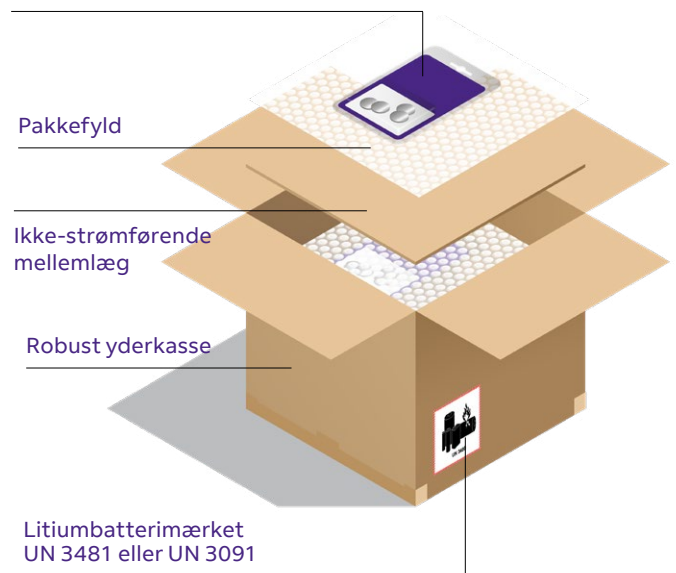 Pakkefyld
Ikke-strømførende
mellemlæg
Robust yderkasse
Litiumbatterimærket
UN 3481 eller UN 3091